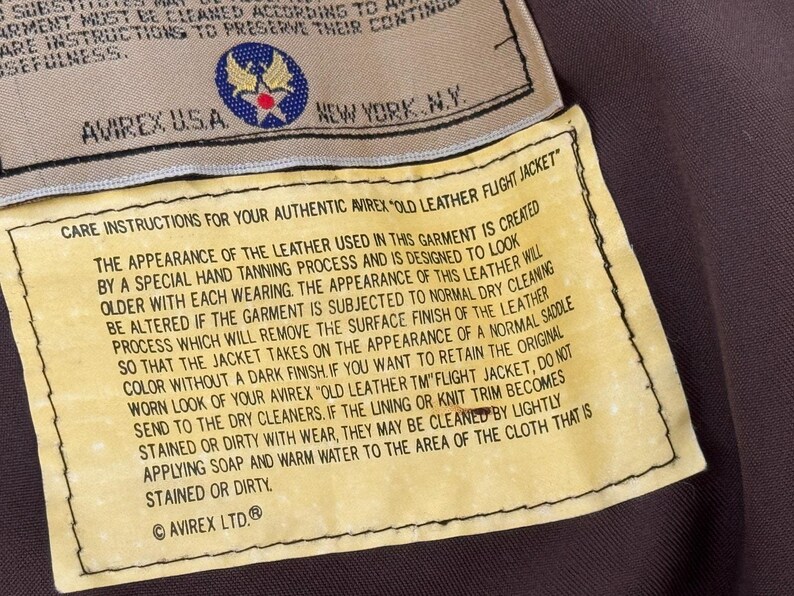 SUBSTITUTES MAY BE
GARMENT MUST BE CLEANED ACCORDING TO
CARE INSTRUCTIONS TO PRESERVE THEIR CONTINUED
USEFULNESS.
AVIREX U.S.A. NEW YORK, N.Y.
CARE INSTRUCTIONS FOR YOUR AUTHENTIC AVIREX "OLD LEATHER FLIGHT JACKET"
THE APPEARANCE OF THE LEATHER USED IN THIS GARMENT IS CREATED
BY A SPECIAL HAND TANNING PROCESS AND IS DESIGNED TO LOOK
OLDER WITH EACH WEARING. THE APPEARANCE OF THIS LEATHER WILL
BE ALTERED IF THE GARMENT IS SUBJECTED TO NORMAL DRY CLEANING
PROCESS WHICH WILL REMOVE THE SURFACE FINISH OF THE LEATHER
SO THAT THE JACKET TAKES ON THE APPEARANCE OF A NORMAL SADDLE
COLOR WITHOUT A DARK FINISH. IF YOU WANT TO RETAIN THE ORIGINAL
WORN LOOK OF YOUR AVIREX "OLD LEATHER TM" FLIGHT JACKET, DO NOT
SEND TO THE DRY CLEANERS. IF THE LINING OR KNIT TRIM BECOMES
STAINED OR DIRTY WITH WEAR, THEY MAY BE CLEANED BY LIGHTLY
APPLYING SOAP AND WARM WATER TO THE AREA OF THE CLOTH THAT IS
STAINED OR DIRTY.
© AVIREX LTD.®